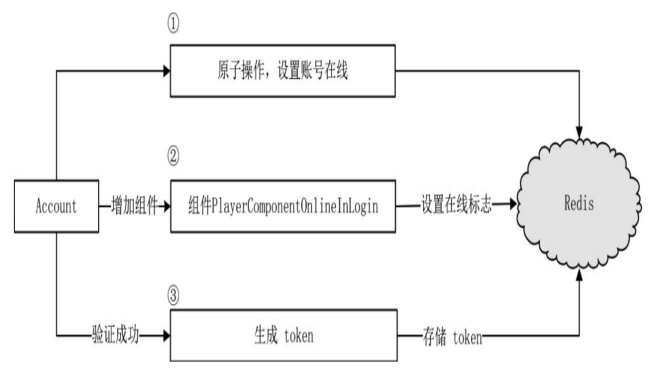 ①
原子操作，设置账号在线
②
Account
增加组件
组件PlayerComponentOnlineInLogin
设置在线标志
Redis
③
验证成功
生成 token
存储 token